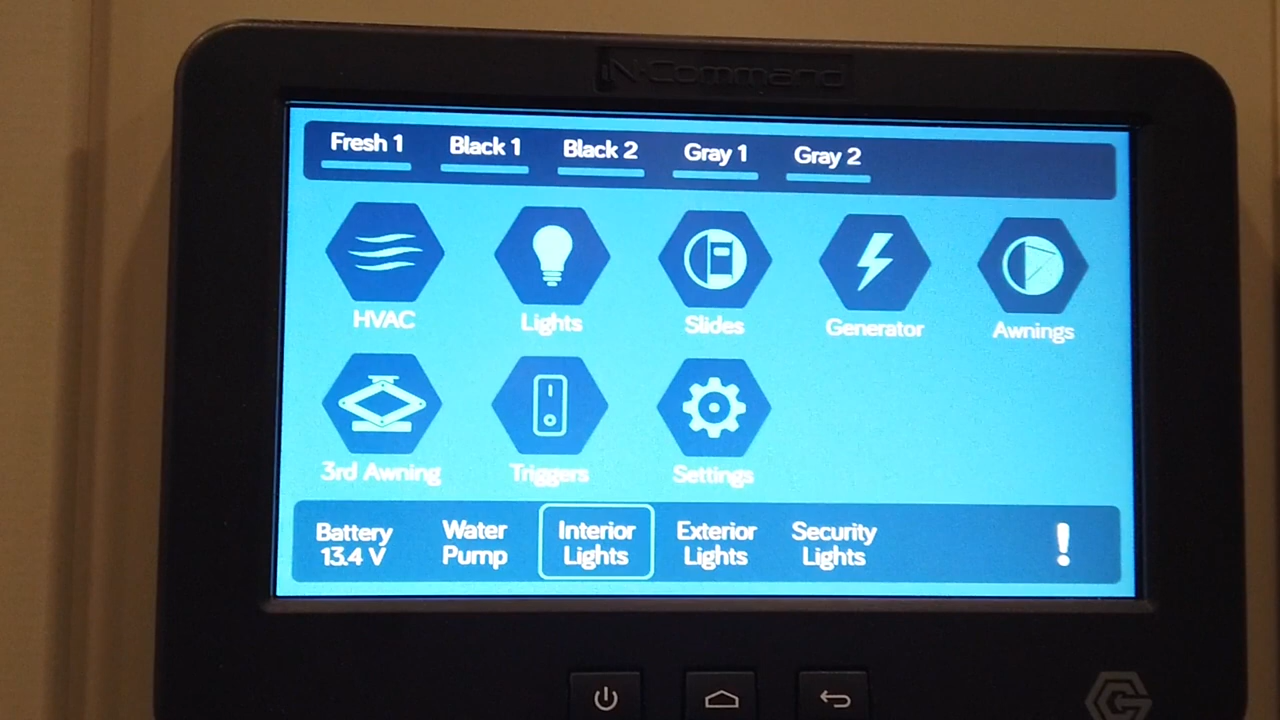 N-Command
Fresh 1 Black 1 Black 2 Gray 1 Gray 2
HVAC Lights Slides Generator Awnings
3rd Awning Triggers Settings
Battery Water Interior Exterior Security
13.4 V Pump Lights Lights Lights !